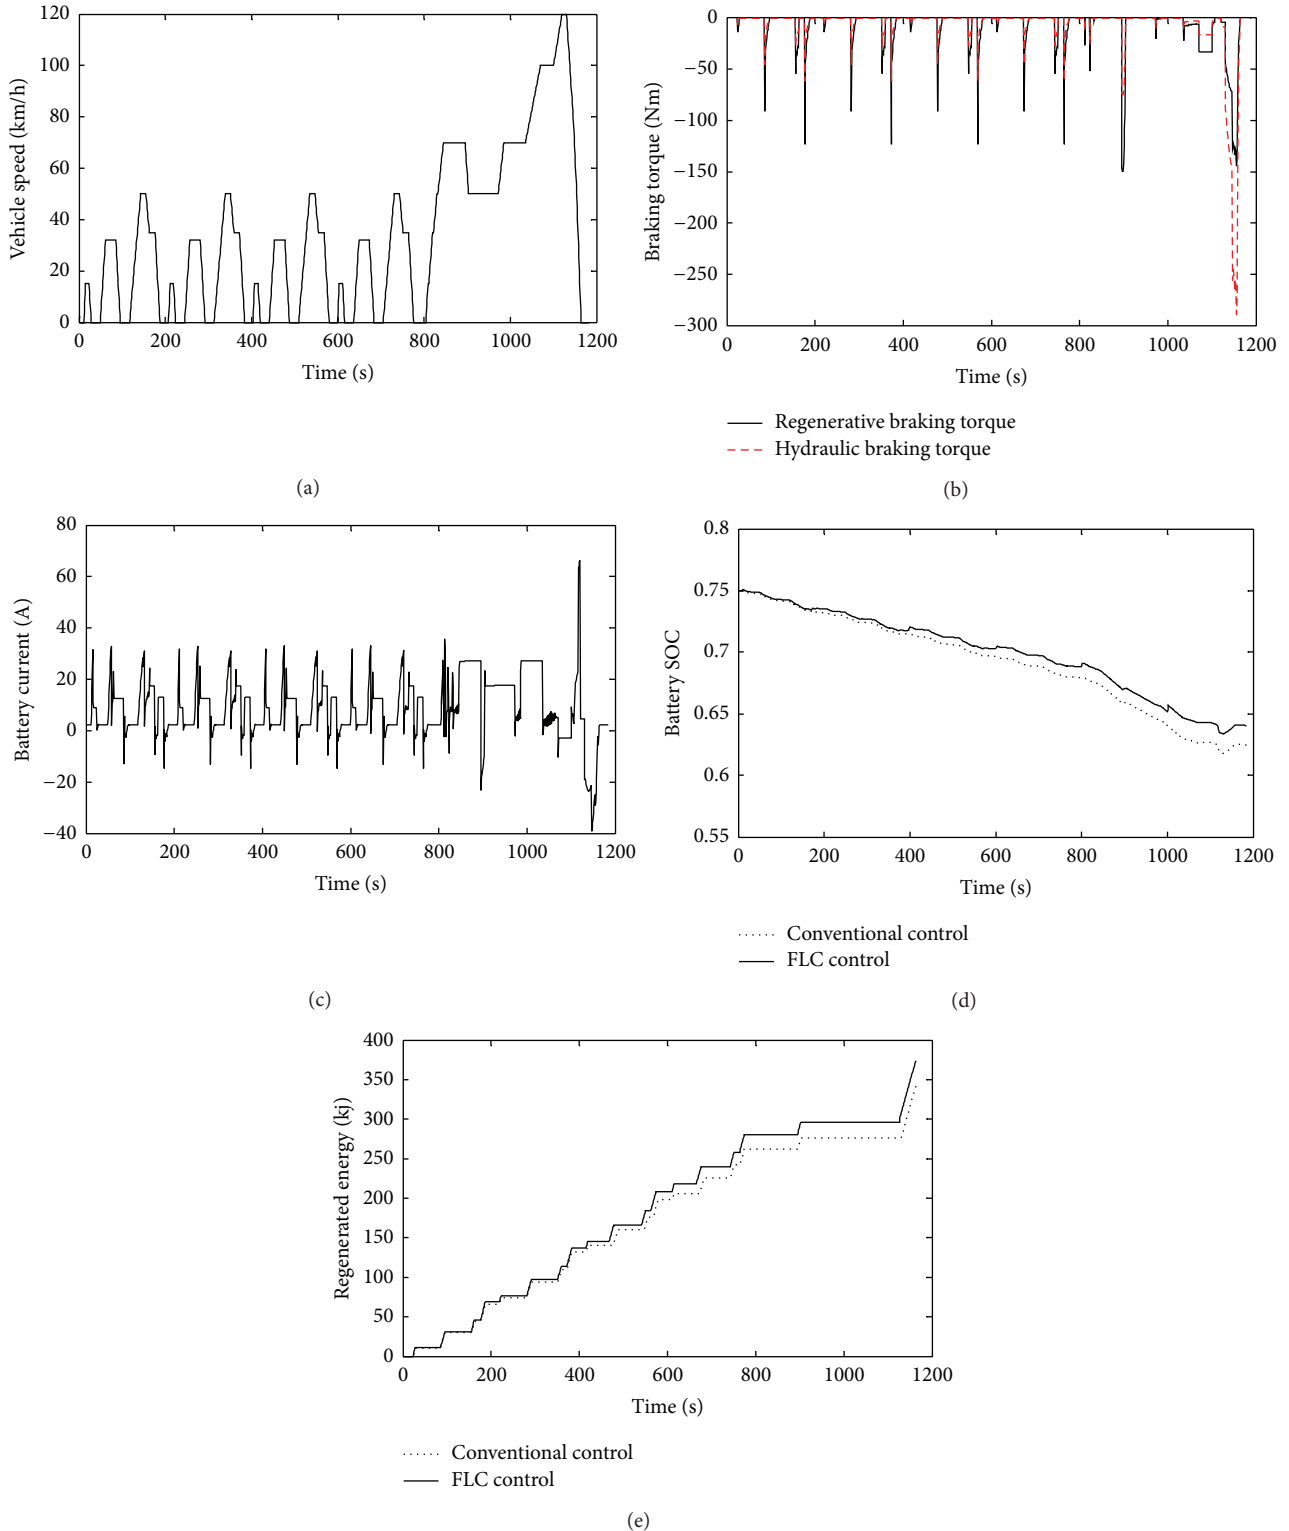 120
100
80
60
40
20
0
Vehicle speed (km/h)
0 200 400 600 800 1000 1200
Time (s)
(a)
0
−50
−100
−150
−200
−250
−300
Braking torque (Nm)
0 200 400 600 800 1000 1200
Time (s)
Regenerative braking torque
Hydraulic braking torque
(b)
80
60
40
20
0
−20
−40
Battery current (A)
0 200 400 600 800 1000 1200
Time (s)
(c)
0.8
0.75
0.7
0.65
0.6
0.55
Battery SOC
0 200 400 600 800 1000 1200
Time (s)
Conventional control
FLC control
(d)
400
350
300
250
200
150
100
50
0
Regenerated energy (kj)
0 200 400 600 800 1000 1200
Time (s)
Conventional control
FLC control
(e)